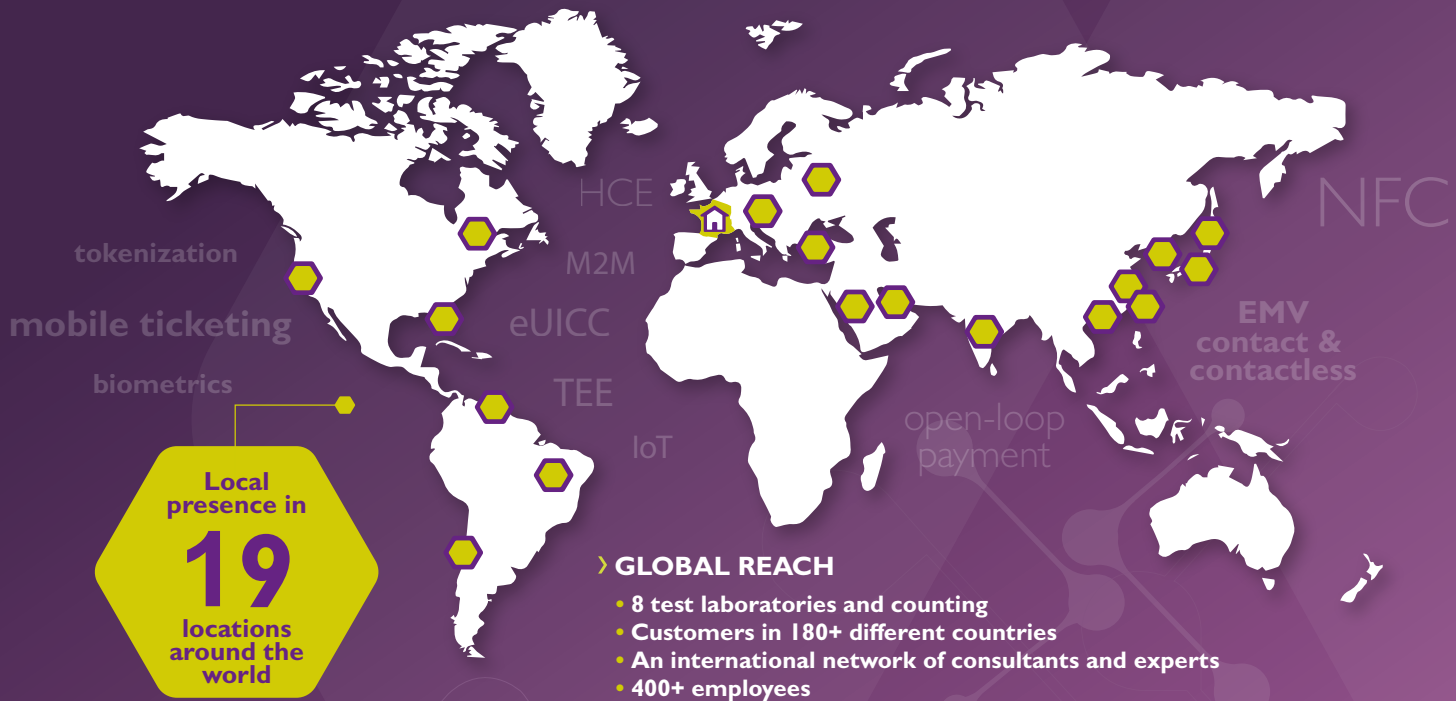 HCE
NFC
tokenization
M2M
mobile ticketing
eUICC
EMV
contact &
contactless
biometrics
TEE
open-loop
payment
IoT
Local
presence in
19
locations
around the
world
› GLOBAL REACH
• 8 test laboratories and counting
• Customers in 180+ different countries
• An international network of consultants and experts
• 400+ employees